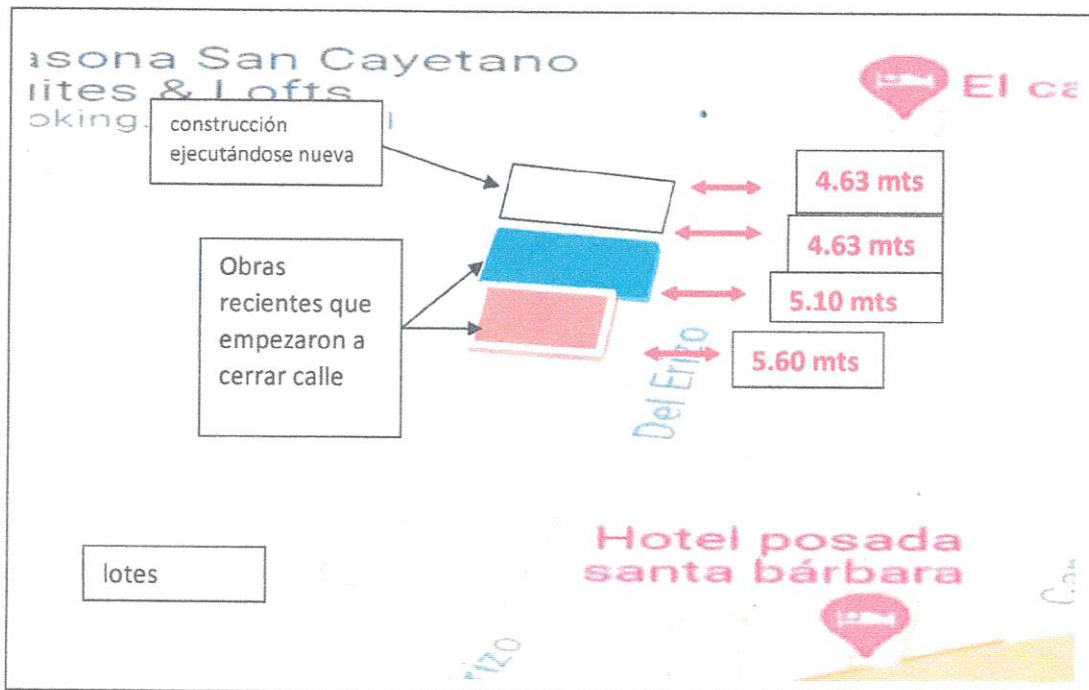 asona San Cayetano
uites & Lofts
construcción
ejecutándose nueva
El ca
4.63 mts
4.63 mts
5.10 mts
5.60 mts
Obras
recientes que
empezaron a
cerrar calle
Del Erizo
lotes
Hotel posada
santa bárbara
rizo